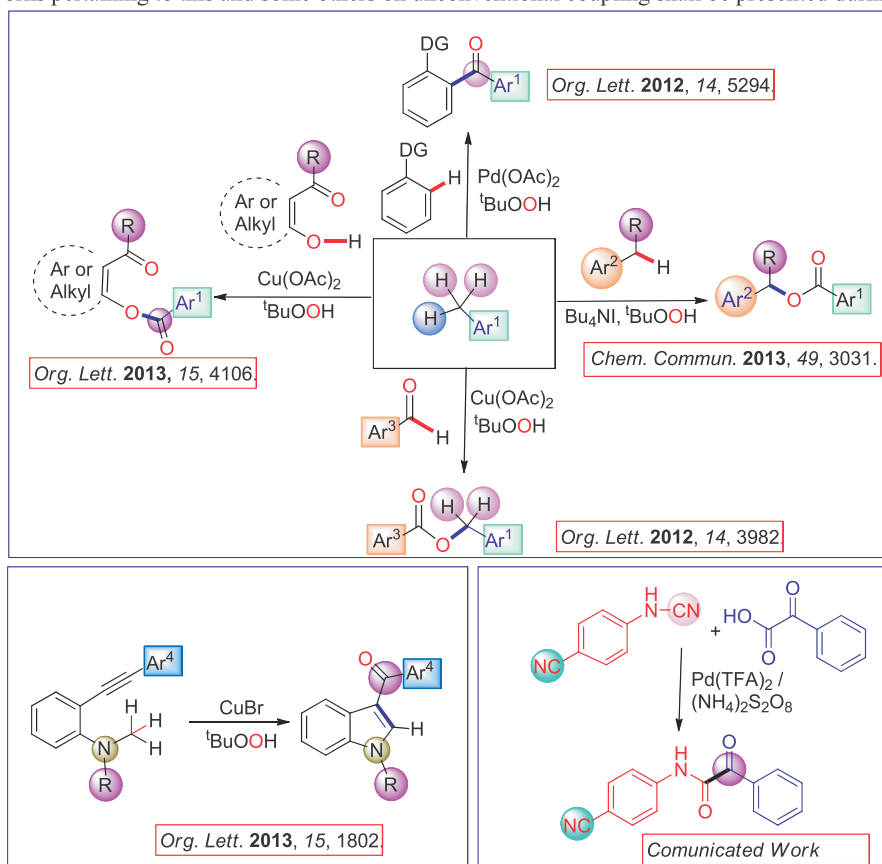 DG
O
Ar1
Org. Lett. 2012, 14, 5294.
R
O
Ar or
Alkyl
O H
DG
H
Pd(OAc)2
tBuOOH
R
O
Ar or
Alkyl
O
Ar1
O
Cu(OAc)2
tBuOOH
H H
H
Ar1
R
Ar2
H
Bu4NI, tBuOOH
R
O
Ar2
O
Ar1
Org. Lett. 2013, 15, 4106.
Chem. Commun. 2013, 49, 3031.
O
Ar3
H
Cu(OAc)2
tBuOOH
O
H H
Ar3
O
Ar1
Org. Lett. 2012, 14, 3982.
Ar4
H
N
H
H
R
CuBr
tBuOOH
O
Ar4
H
N
R
Org. Lett. 2013, 15, 1802.
H
N
CN
NC
+
O
HO
O
Pd(TFA)2 /
(NH4)2S2O8
H
N
O
O
NC
Comunicated Work